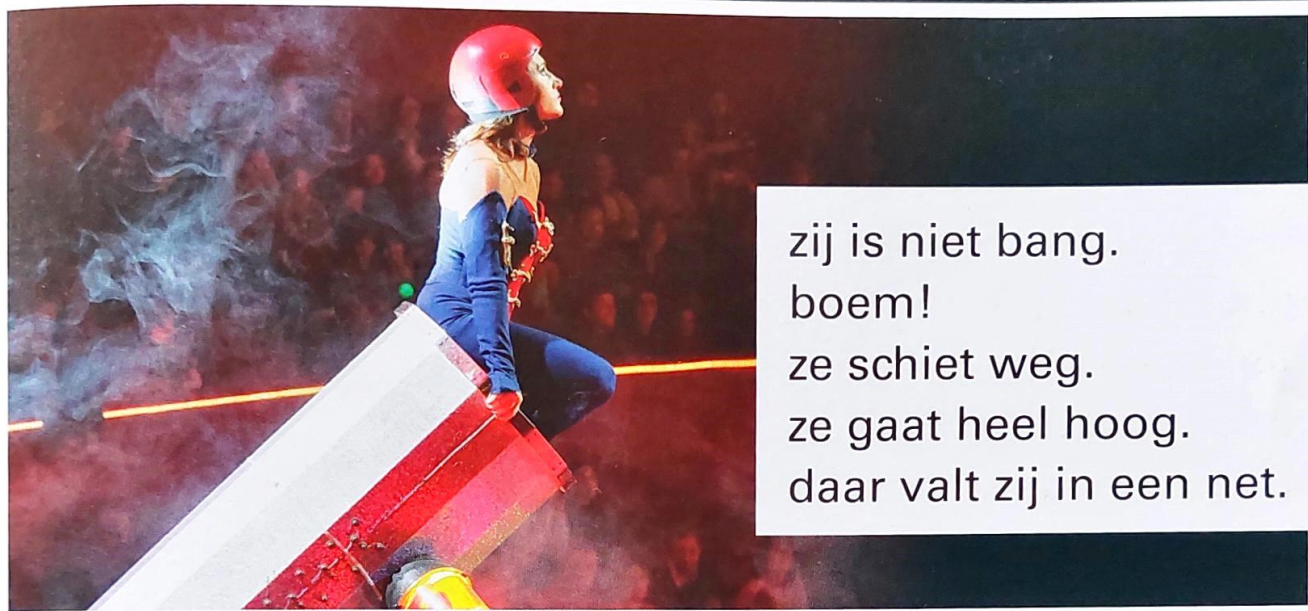 zij is niet bang.
boem!
ze schiet weg.
ze gaat heel hoog.
daar valt zij in een net.